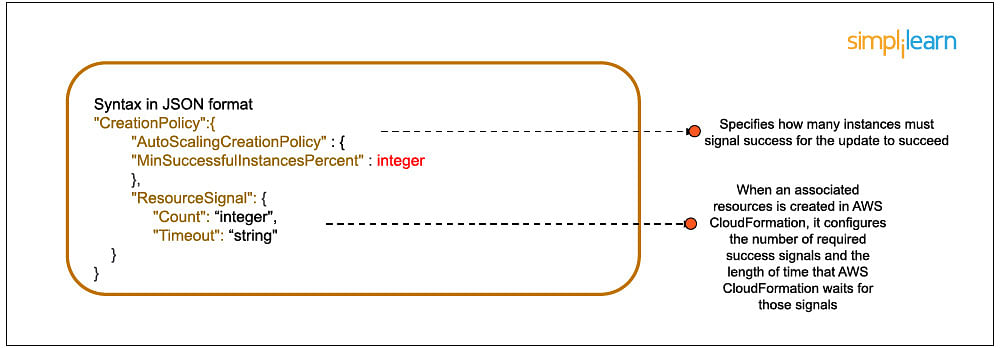 simplilearn
Syntax in JSON format
"CreationPolicy":{
"AutoScalingCreationPolicy" : {
"MinSuccessfulInstancesPercent" : integer
},
"ResourceSignal": {
"Count": “integer",
"Timeout": “string"
}
}
Specifies how many instances must
signal success for the update to succeed
When an associated
resources is created in AWS
CloudFormation, it configures
the number of required
success signals and the
length of time that AWS
CloudFormation waits for
those signals